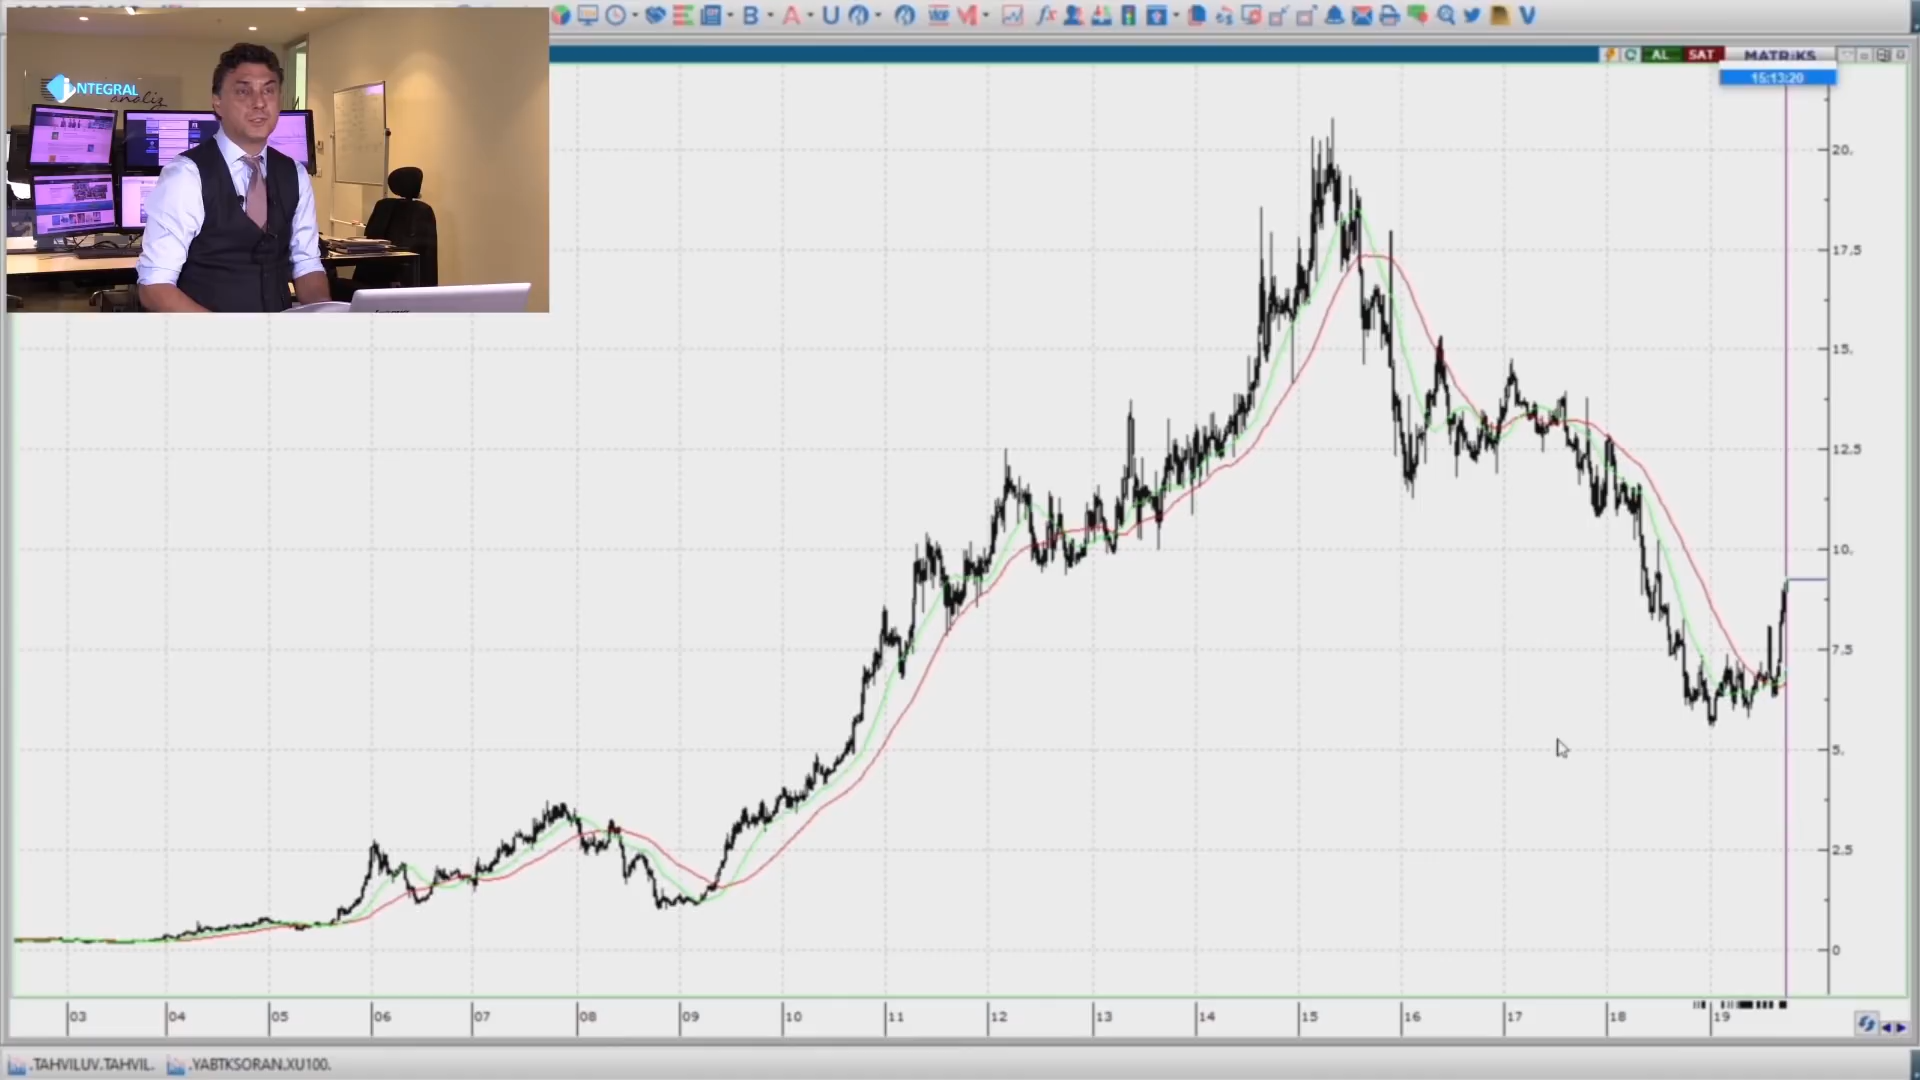 iNTEGRAL
analiz
B A U
fx
V
AL SAT MATRiKS
15:13:20
20,
17,5
15,
12,5
10,
7,5
5,
2,5
0
03 04 05 06 07 08 09 10 11 12 13 14 15 16 17 18 19
.TAHVILUV.TAHVIL. .YABTKSORAN.XU100.